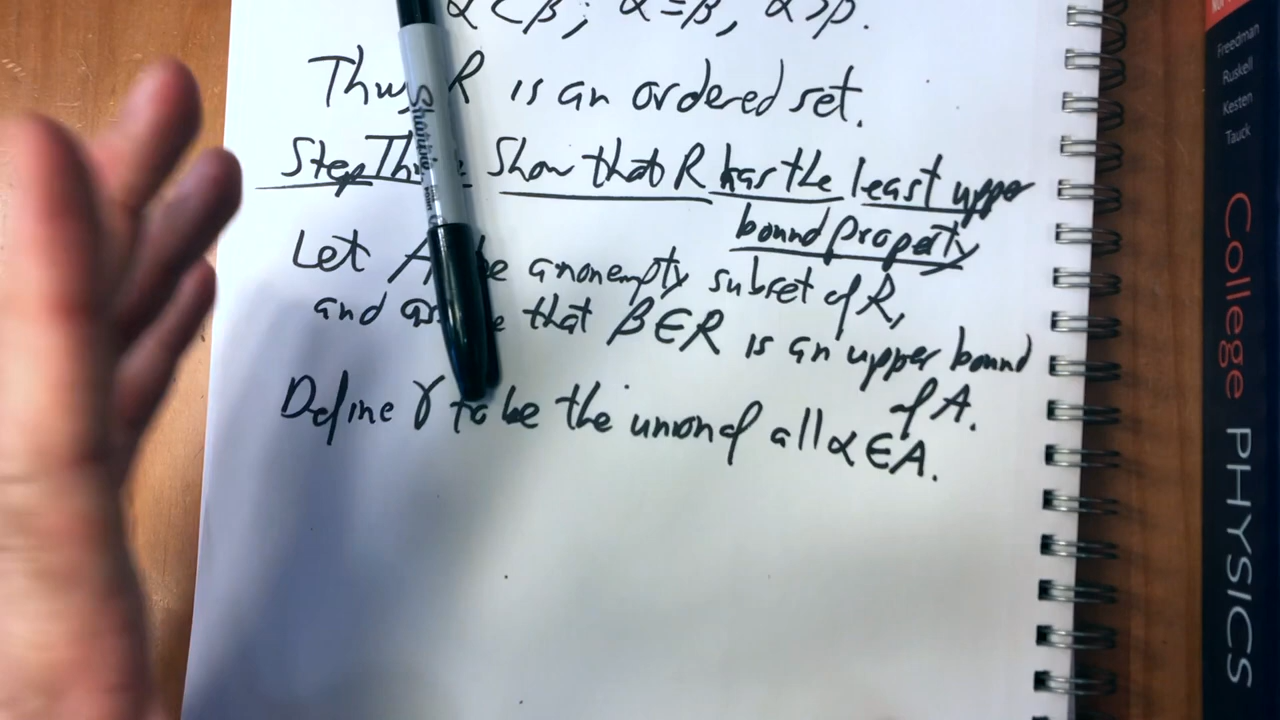 α < β; α = β, α > β.
Thus R is an ordered set.
Step Th : Show that R has the least upper
bound property
Let A be a nonempty subset of R,
and that β ∈ R is an upper bound
of A.
Define γ to be the union of all α ∈ A.
Sharpie
Freedman
Ruskell
Kesten
Tauck
College PHYSICS